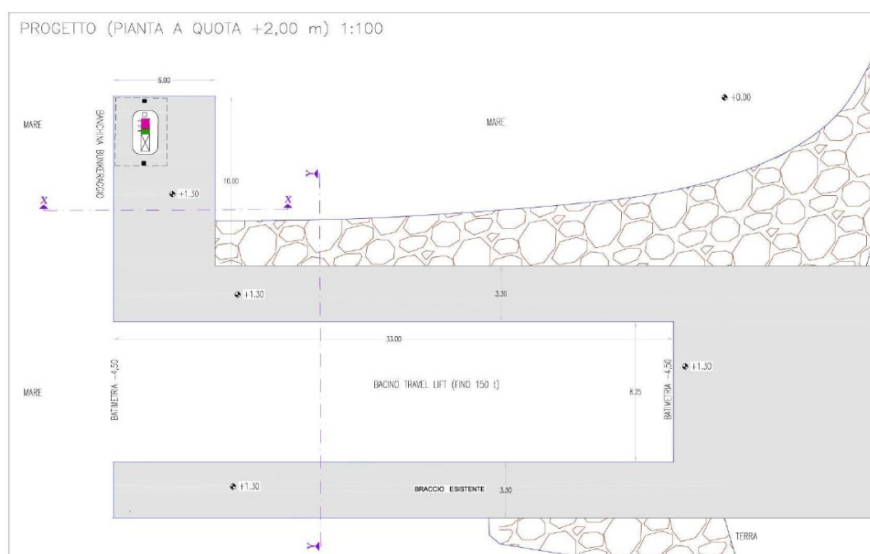 PROGETTO (PIANTA A QUOTA +2,00 m) 1:100
6.00
MARE
BANCHINA BUNKERAGGIO
+0.00
MARE
Y
10.00
+1.30
X
X
+1.30
3.30
33.00
MARE
BATIMETRIA -4,50
BACINO TRAVEL LIFT (FINO 150 t)
8.25
BATIMETRIA -4,50
+1.30
+1.30
BRACCIO ESISTENTE
3.30
Y
TERRA